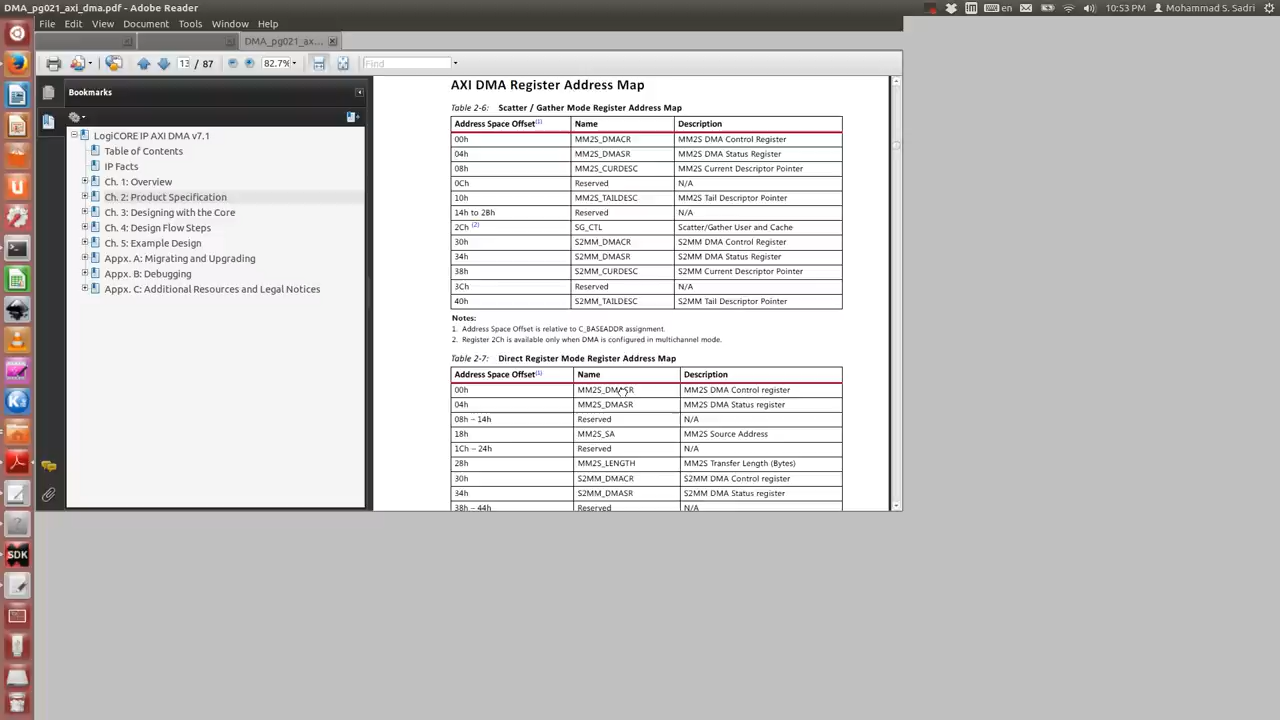 DMA_pg021_axi_dma.pdf - Adobe Reader
en
10:53 PM
Mohammad S. Sadri
File Edit View Document Tools Window Help
DMA_pg021_ax...
13 / 87
82.7%
Find
Bookmarks
LogiCORE IP AXI DMA v7.1
Table of Contents
IP Facts
Ch. 1: Overview
Ch. 2: Product Specification
Ch. 3: Designing with the Core
Ch. 4: Design Flow Steps
Ch. 5: Example Design
Appx. A: Migrating and Upgrading
Appx. B: Debugging
Appx. C: Additional Resources and Legal Notices
AXI DMA Register Address Map
Table 2-6: Scatter / Gather Mode Register Address Map
Address Space Offset(1) Name Description
00h MM2S_DMACR MM2S DMA Control Register
04h MM2S_DMASR MM2S DMA Status Register
08h MM2S_CURDESC MM2S Current Descriptor Pointer
0Ch Reserved N/A
10h MM2S_TAILDESC MM2S Tail Descriptor Pointer
14h to 2Bh Reserved N/A
2Ch (2) SG_CTL Scatter/Gather User and Cache
30h S2MM_DMACR S2MM DMA Control Register
34h S2MM_DMASR S2MM DMA Status Register
38h S2MM_CURDESC S2MM Current Descriptor Pointer
3Ch Reserved N/A
40h S2MM_TAILDESC S2MM Tail Descriptor Pointer
Notes:
1. Address Space Offset is relative to C_BASEADDR assignment.
2. Register 2Ch is available only when DMA is configured in multichannel mode.
Table 2-7: Direct Register Mode Register Address Map
Address Space Offset(1) Name Description
00h MM2S DMA Control register
04h MM2S_DMASR MM2S DMA Status register
08h – 14h Reserved N/A
18h MM2S_SA MM2S Source Address
1Ch – 24h Reserved N/A
28h MM2S_LENGTH MM2S Transfer Length (Bytes)
30h S2MM_DMACR S2MM DMA Control register
34h S2MM_DMASR S2MM DMA Status register
38h – 44h Reserved N/A
SDK